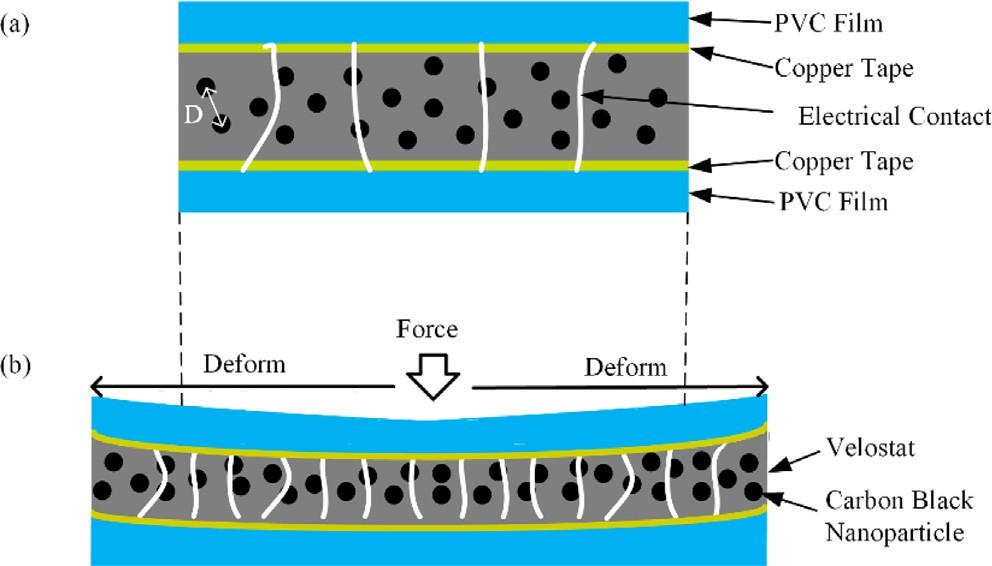 (a)
PVC Film
Copper Tape
D
Electrical Contact
Copper Tape
PVC Film
Force
(b)
Deform
Deform
Velostat
Carbon Black
Nanoparticle